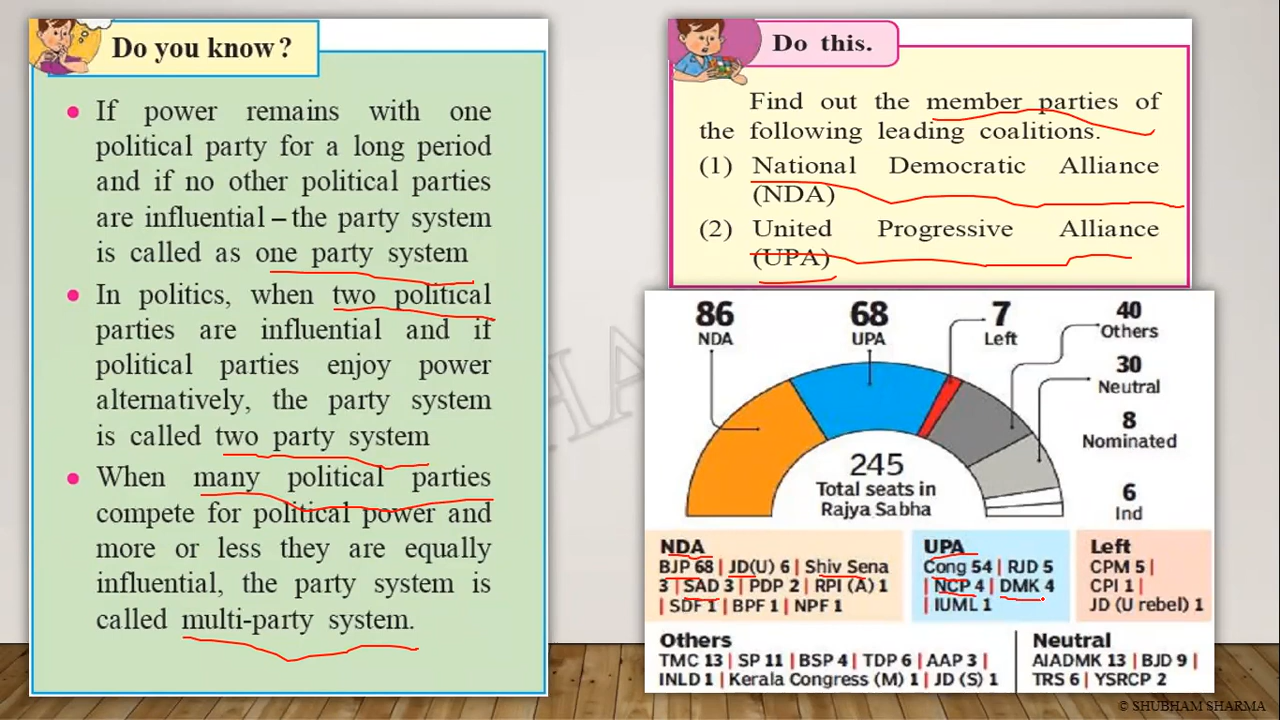 Do you know?
If power remains with one
political party for a long period
and if no other political parties
are influential – the party system
is called as one party system
In politics, when two political
parties are influential and if
political parties enjoy power
alternatively, the party system
is called two party system
When many political parties
compete for political power and
more or less they are equally
influential, the party system is
called multi-party system.
Do this.
Find out the member parties of
the following leading coalitions.
(1) National Democratic Alliance
(NDA)
(2) United Progressive Alliance
(UPA)
86
NDA
68
UPA
7
Left
40
Others
30
Neutral
8
Nominated
6
Ind
245
Total seats in
Rajya Sabha
NDA
BJP 68 | JD(U) 6 | Shiv Sena
3 | SAD 3 | PDP 2 | RPI (A) 1
| SDF 1 | BPF 1 | NPF 1
UPA
Cong 54 | RJD 5
| NCP 4 | DMK 4
| IUML 1
Left
CPM 5 |
CPI 1 |
JD (U rebel) 1
Others
TMC 13 | SP 11 | BSP 4 | TDP 6 | AAP 3 |
INLD 1 | Kerala Congress (M) 1 | JD (S) 1
Neutral
AIADMK 13 | BJD 9 |
TRS 6 | YSRCP 2
© SHUBHAM SHARMA